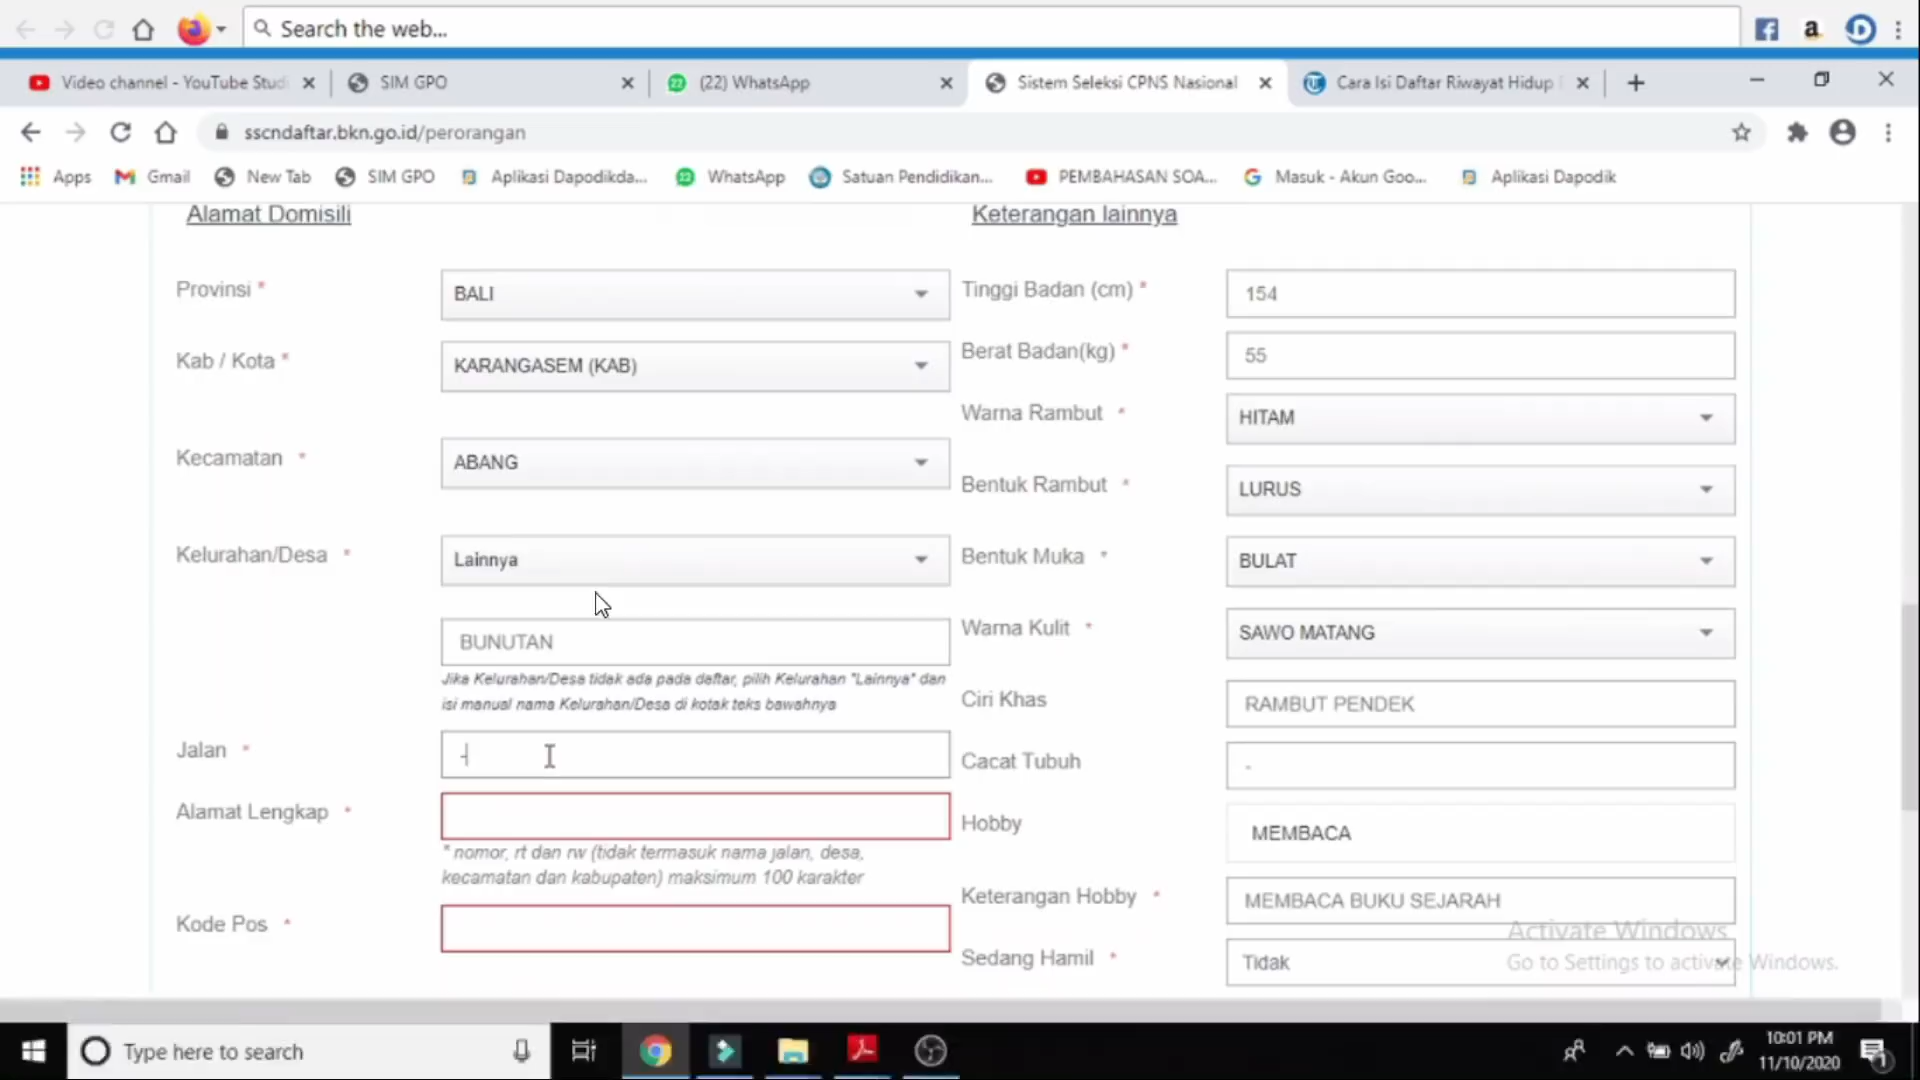 Search the web...
Video channel - YouTube Studi
SIM GPO
(22) WhatsApp
Sistem Seleksi CPNS Nasional
Cara Isi Daftar Riwayat Hidup
sscndaftar.bkn.go.id/perorangan
Apps
Gmail
New Tab
SIM GPO
Aplikasi Dapodikda...
WhatsApp
Satuan Pendidikan...
PEMBAHASAN SOA...
Masuk - Akun Goo...
Aplikasi Dapodik
Alamat Domisili
Provinsi *
BALI
Kab / Kota *
KARANGASEM (KAB)
Kecamatan *
ABANG
Kelurahan/Desa *
Lainnya
BUNUTAN
Jika Kelurahan/Desa tidak ada pada daftar, pilih Kelurahan "Lainnya" dan
isi manual nama Kelurahan/Desa di kotak teks bawahnya
Jalan *
-
Alamat Lengkap *
* nomor, rt dan rw (tidak termasuk nama jalan, desa,
kecamatan dan kabupaten) maksimum 100 karakter
Kode Pos *
Keterangan lainnya
Tinggi Badan (cm) *
154
Berat Badan(kg) *
55
Warna Rambut *
HITAM
Bentuk Rambut *
LURUS
Bentuk Muka *
BULAT
Warna Kulit *
SAWO MATANG
Ciri Khas
RAMBUT PENDEK
Cacat Tubuh
-
Hobby
MEMBACA
Keterangan Hobby *
MEMBACA BUKU SEJARAH
Sedang Hamil *
Tidak
Activate Windows
Go to Settings to activate Windows.
Type here to search
10:01 PM
11/10/2020
1